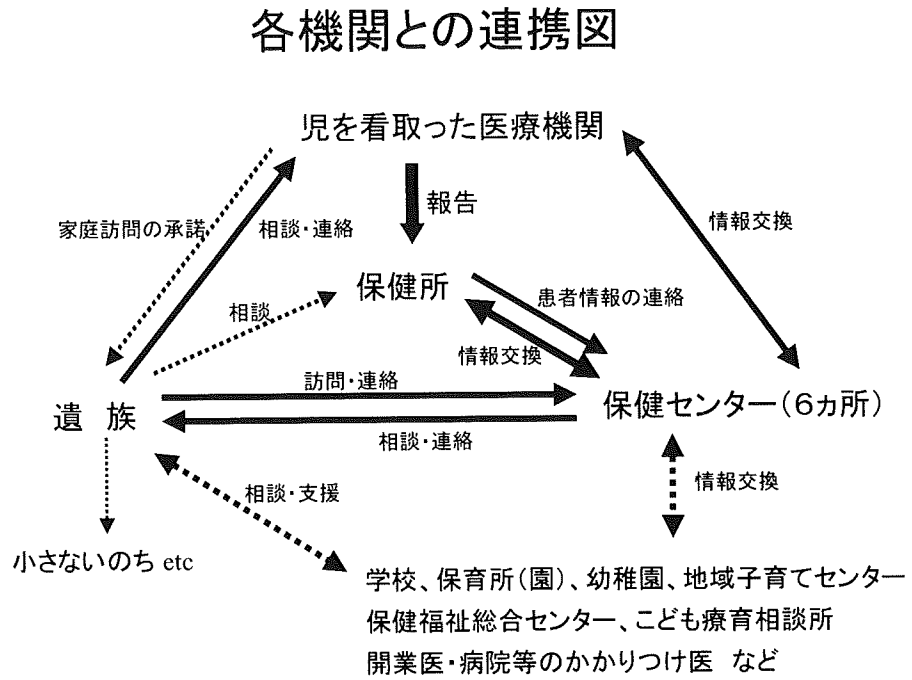 各機関との連携図
児を看取った医療機関
報告
家庭訪問の承諾
相談・連絡
情報交換
保健所
患者情報の連絡
相談
情報交換
訪問・連絡
遺 族
保健センター(6ヵ所)
相談・連絡
相談・支援
情報交換
小さないのち etc
学校、保育所(園)、幼稚園、地域子育てセンター
保健福祉総合センター、こども療育相談所
開業医・病院等のかかりつけ医 など